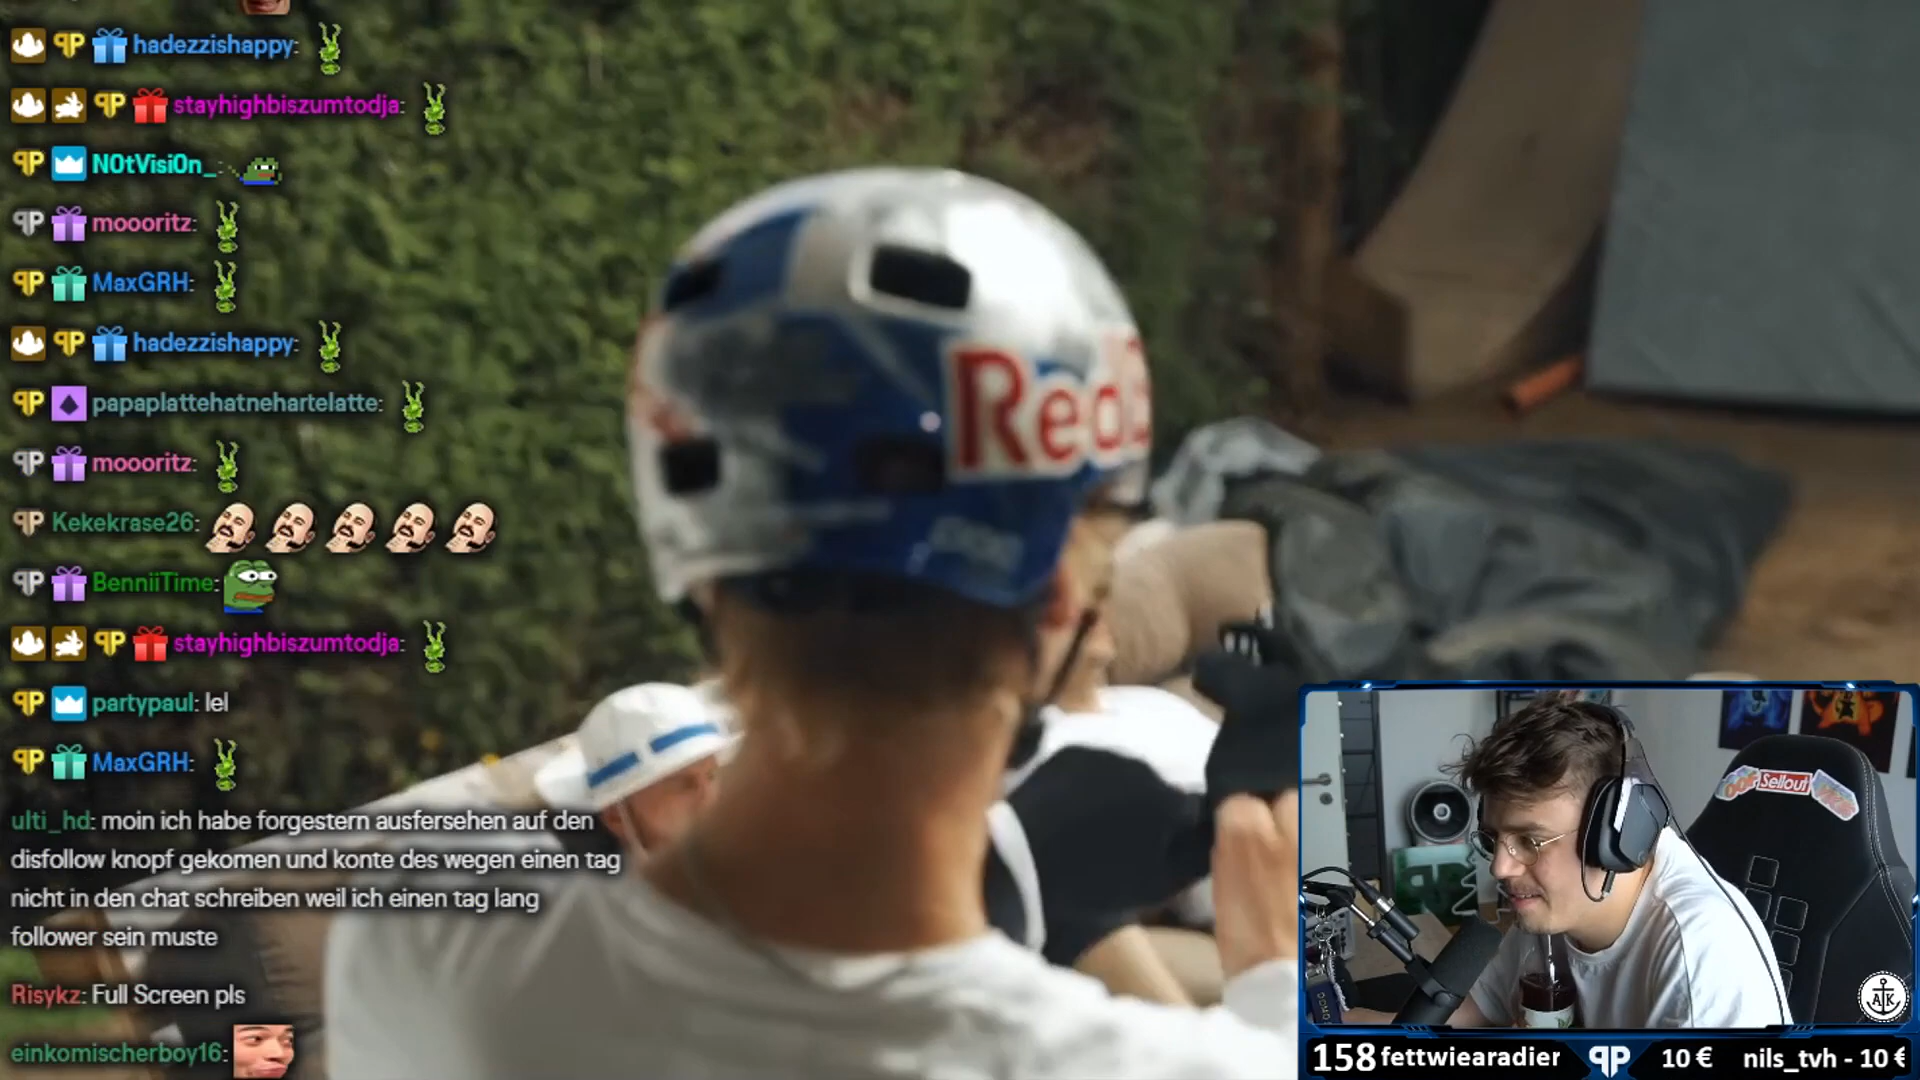 hadezzishappy:
stayhighbiszumtodja:
N0tVisi0n_:
moooritz:
MaxGRH:
hadezzishappy:
papaplattehatnehartelatte:
moooritz:
Kekekrase26:
BenniiTime:
stayhighbiszumtodja:
partypaul: lel
MaxGRH:
ulti_hd: moin ich habe forgestern ausfersehen auf den
disfollow knopf gekomen und konte des wegen einen tag
nicht in den chat schreiben weil ich einen tag lang
follower sein muste
Risykz: Full Screen pls
einkomischerboy16:
Red
Sellout
AK
158 fettwiearadier
PP
10 €
nils_tvh - 10 €